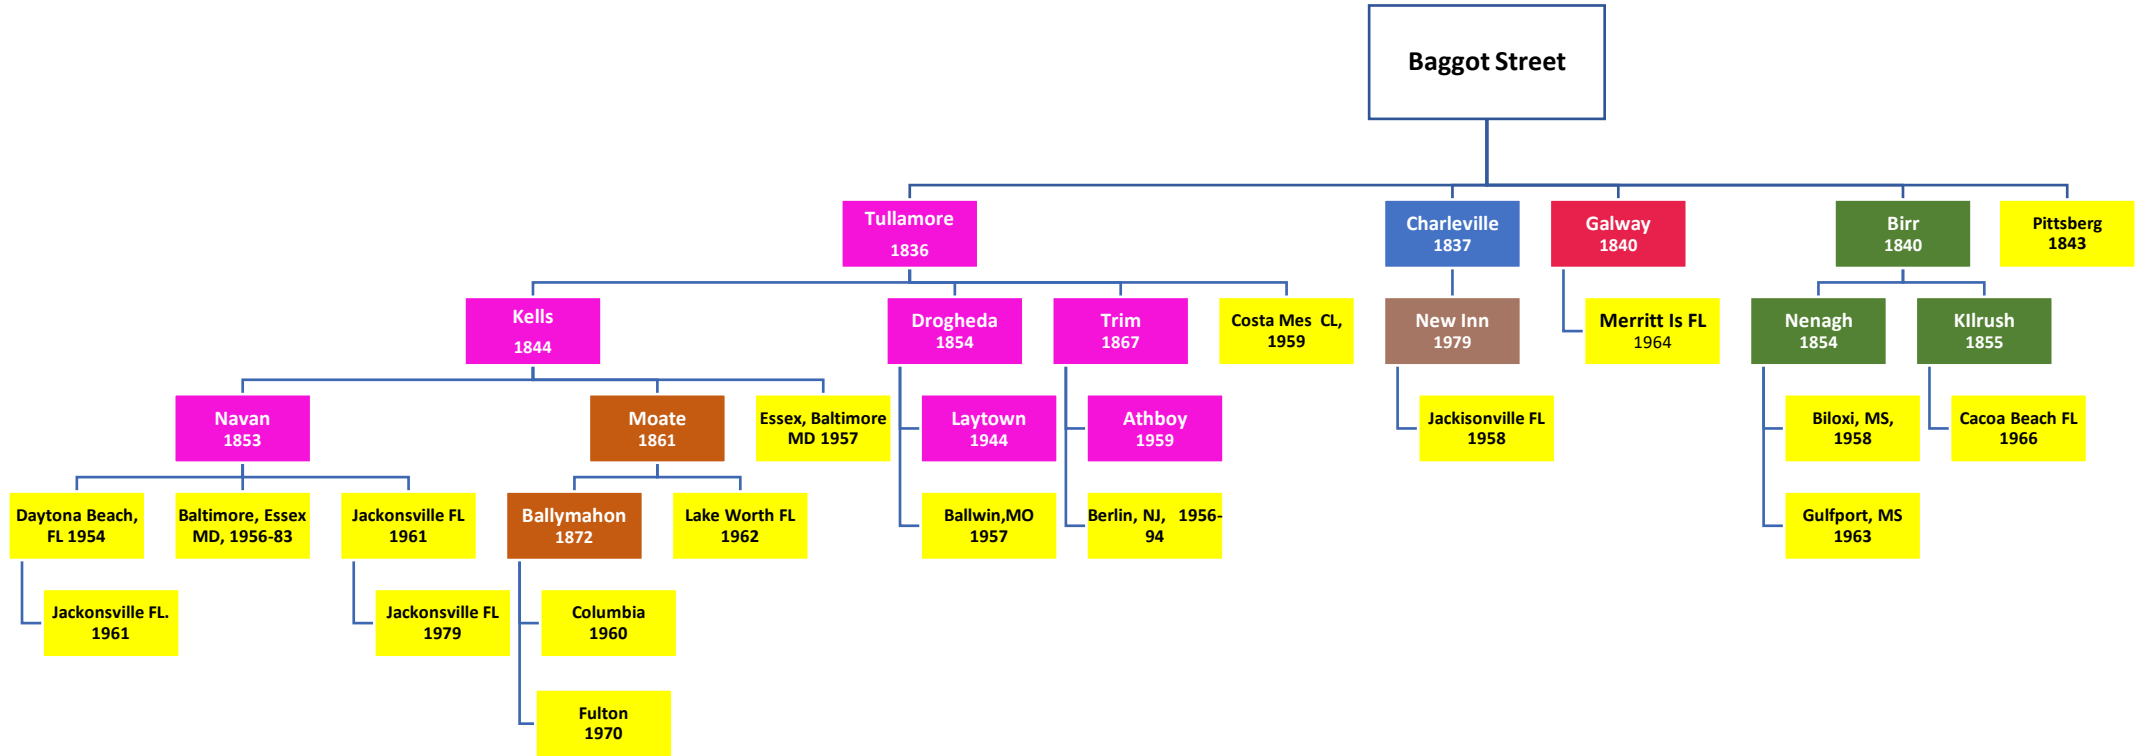 Baggot Street
Tullamore
1836
Charleville
1837
Galway
1840
Birr
1840
Pittsberg
1843
Kells
1844
Drogheda
1854
Trim
1867
Costa Mes  CL,
1959
New Inn
1979
Merritt Is FL
1964
Nenagh
1854
KIlrush
1855
Navan
1853
Moate
1861
Essex, Baltimore
MD 1957
Laytown
1944
Athboy
1959
Jackisonville FL
1958
Biloxi, MS,
1958
Cacoa Beach FL
1966
Daytona Beach,
FL 1954
Baltimore, Essex
MD, 1956-83
Jackonsville FL
1961
Ballymahon
1872
Lake Worth FL
1962
Ballwin,MO
1957
Berlin, NJ,   1956-
94
Gulfport, MS
1963
Jackonsville FL.
1961
Jackonsville FL
1979
Columbia
1960
Fulton
1970